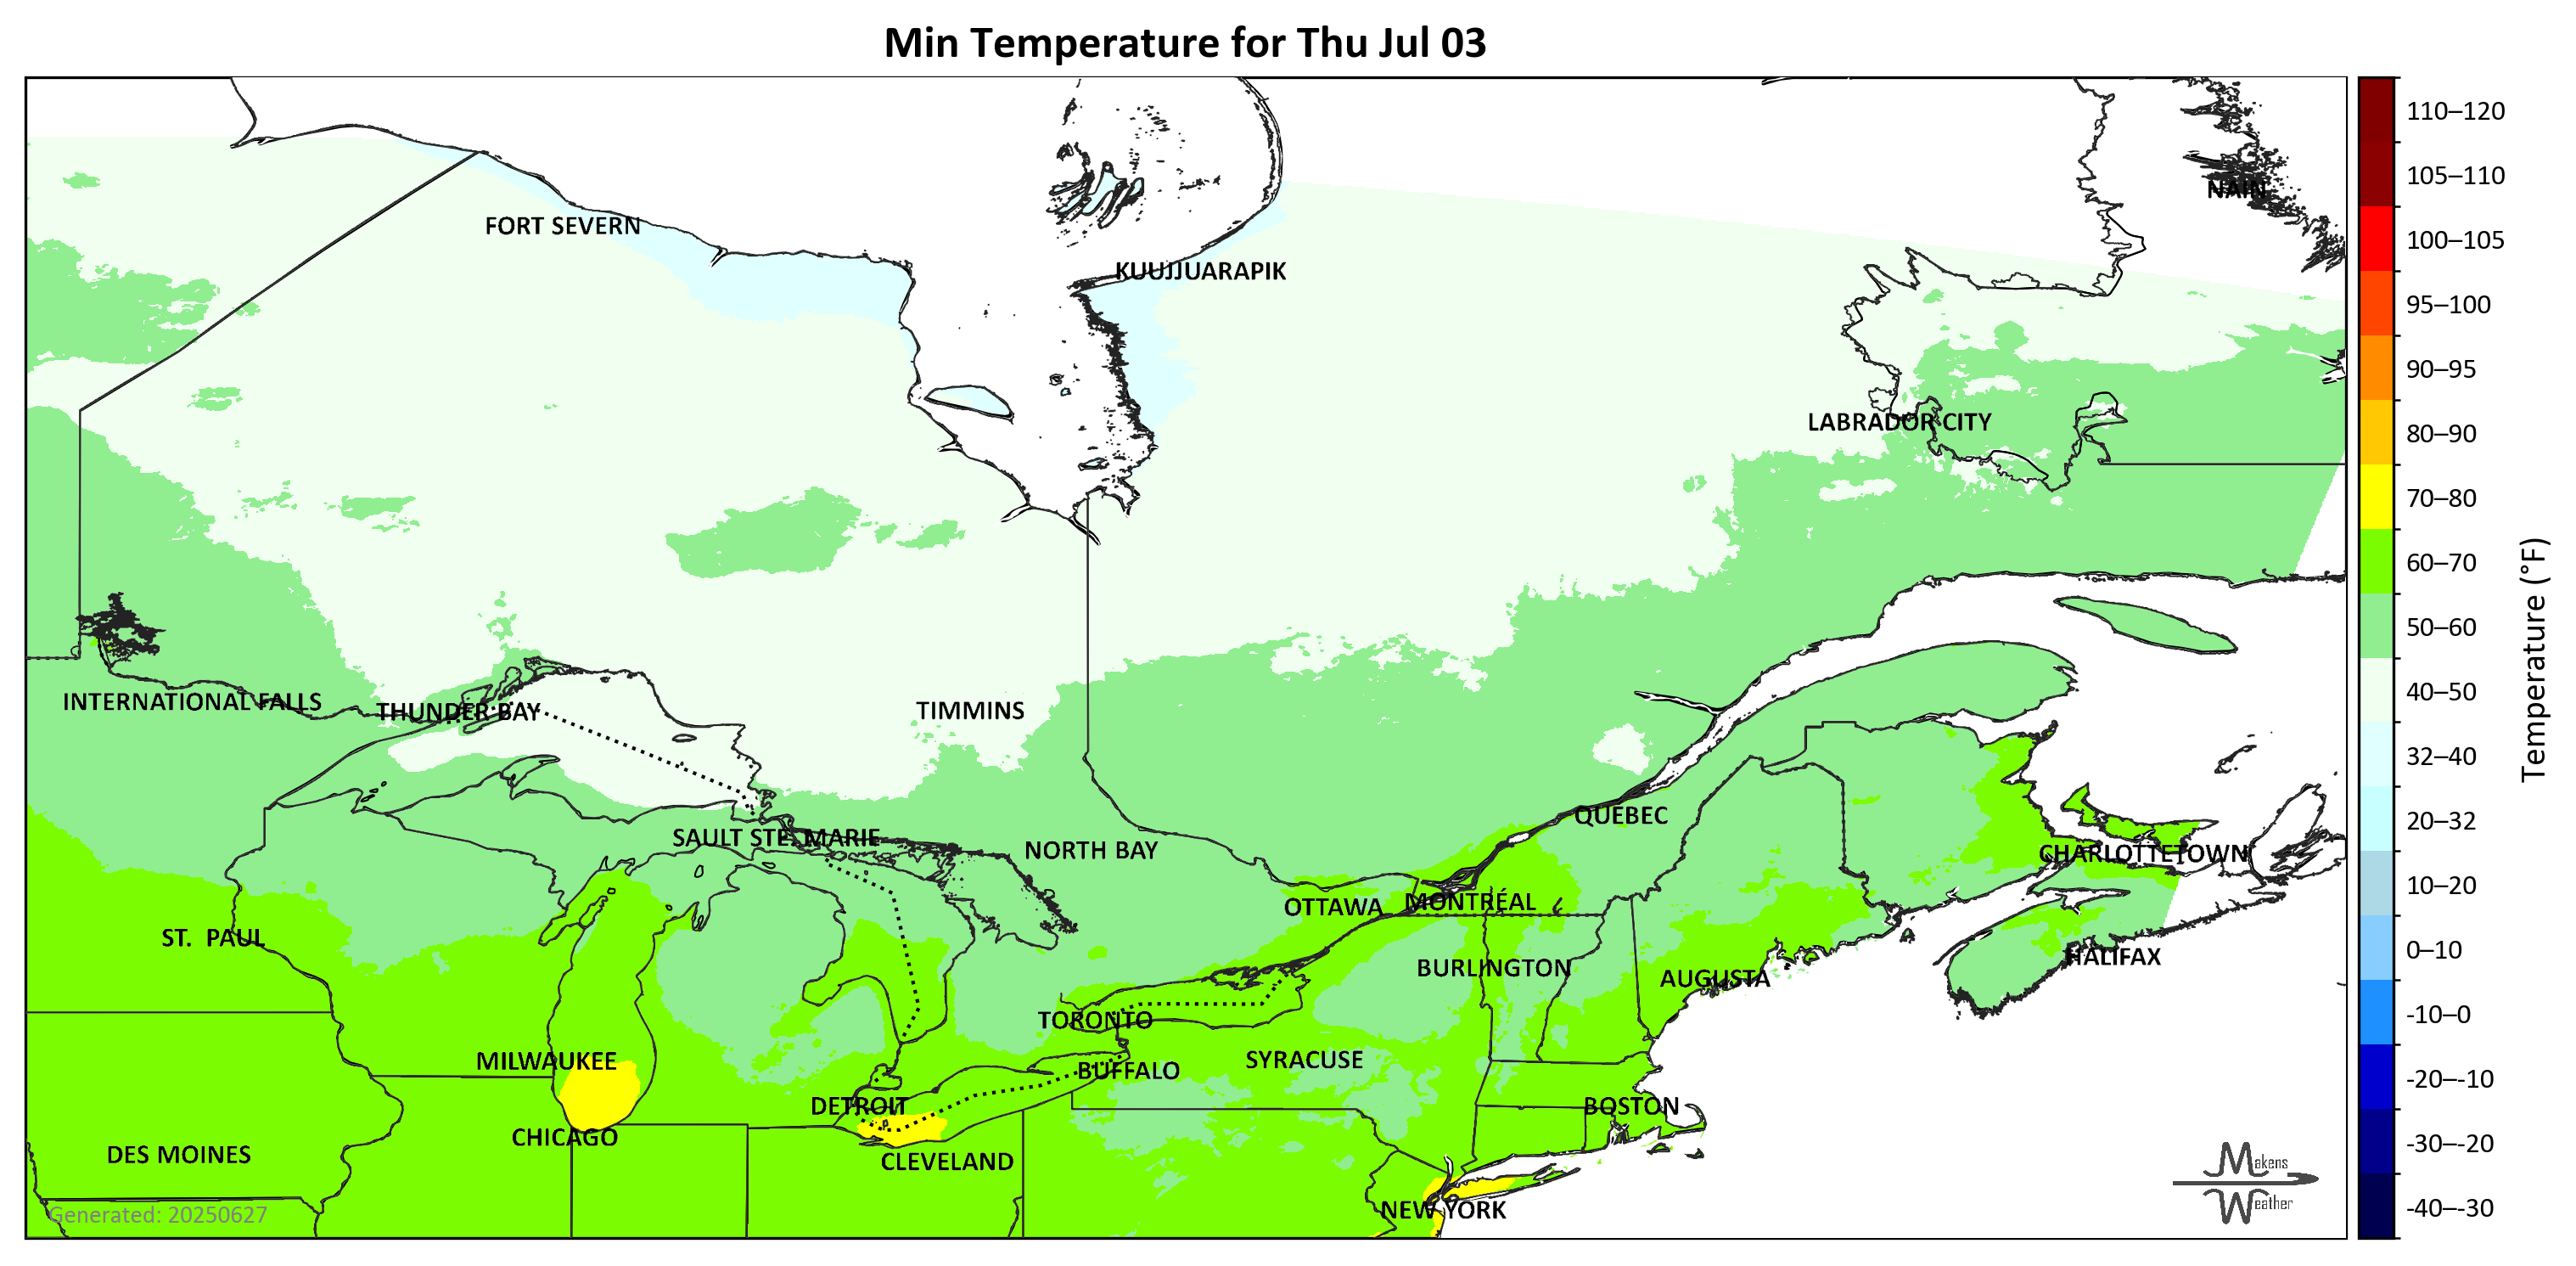 Min Temperature for Thu Jul 03
110–120
105–110
NAIN
FORT SEVERN
100–105
KUUJJUARAPIK
95–100
90–95
LABRADOR CITY
80–90
70–80
60–70
50–60
40–50
INTERNATIONAL FALLS
THUNDER BAY
TIMMINS
32–40
Temperature (°F)
QUEBEC
20–32
SAULT STE. MARIE
NORTH BAY
CHARLOTTETOWN
10–20
OTTAWA
MONTRÉAL
ST. PAUL
0–10
HALIFAX
BURLINGTON
AUGUSTA
-10–0
TORONTO
MILWAUKEE
SYRACUSE
BUFFALO
-20–-10
DETROIT
BOSTON
CHICAGO
-30–-20
DES MOINES
CLEVELAND
Makens
Weather
NEW YORK
-40–-30
Generated: 20250627